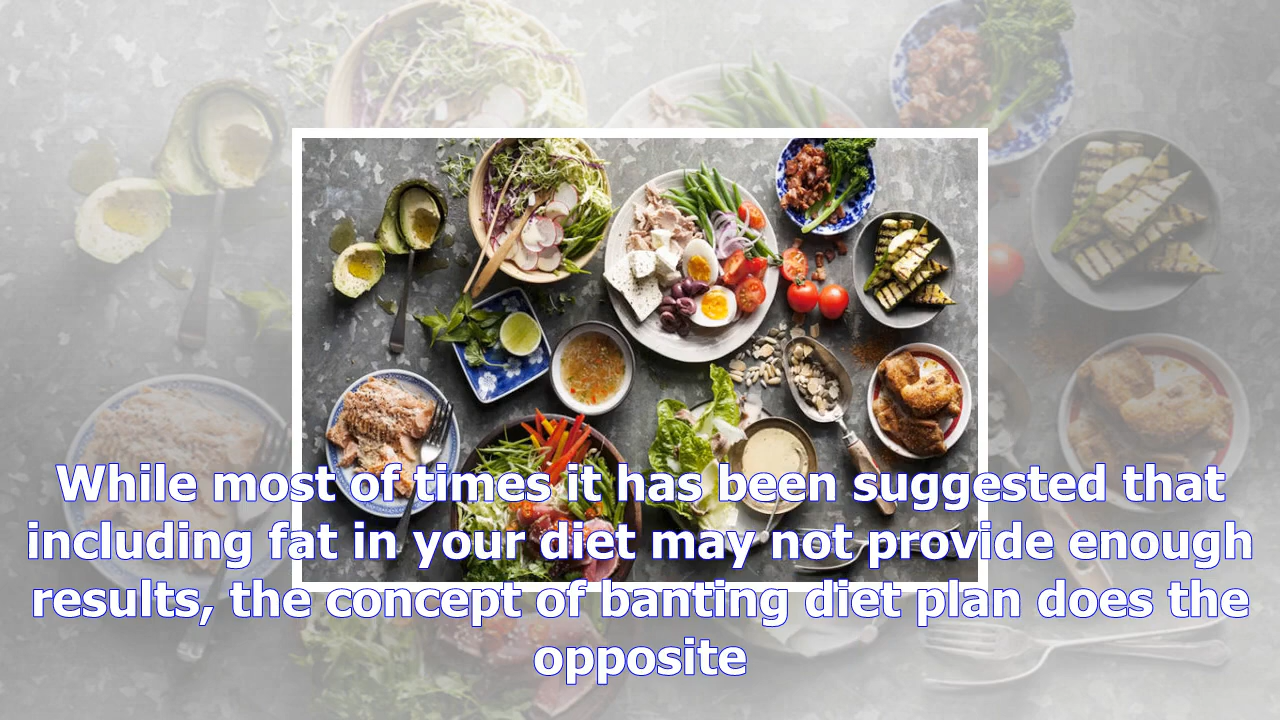 While most of times it has been suggested that
including fat in your diet may not provide enough
results, the concept of banting diet plan does the
opposite